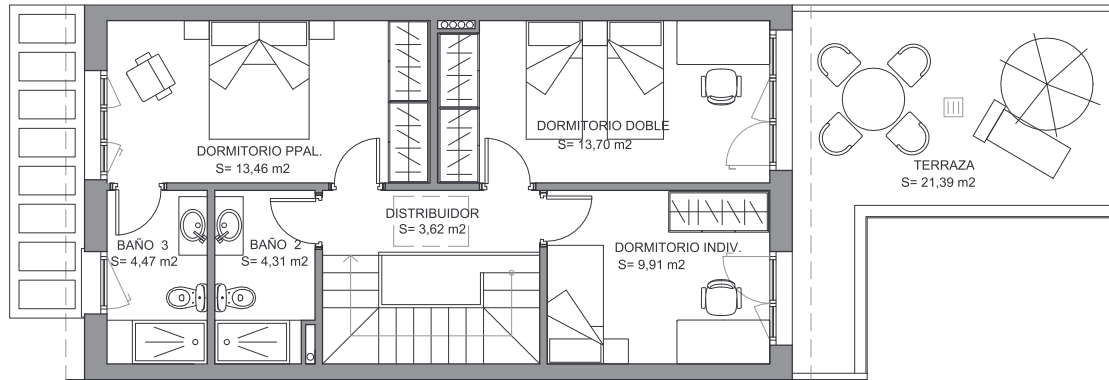 DORMITORIO PPAL.
S= 13,46 m2
DORMITORIO DOBLE
S= 13,70 m2
TERRAZA
S= 21,39 m2
DISTRIBUIDOR
S= 3,62 m2
BAÑO 3
S= 4,47 m2
BAÑO 2
S= 4,31 m2
DORMITORIO INDIV.
S= 9,91 m2